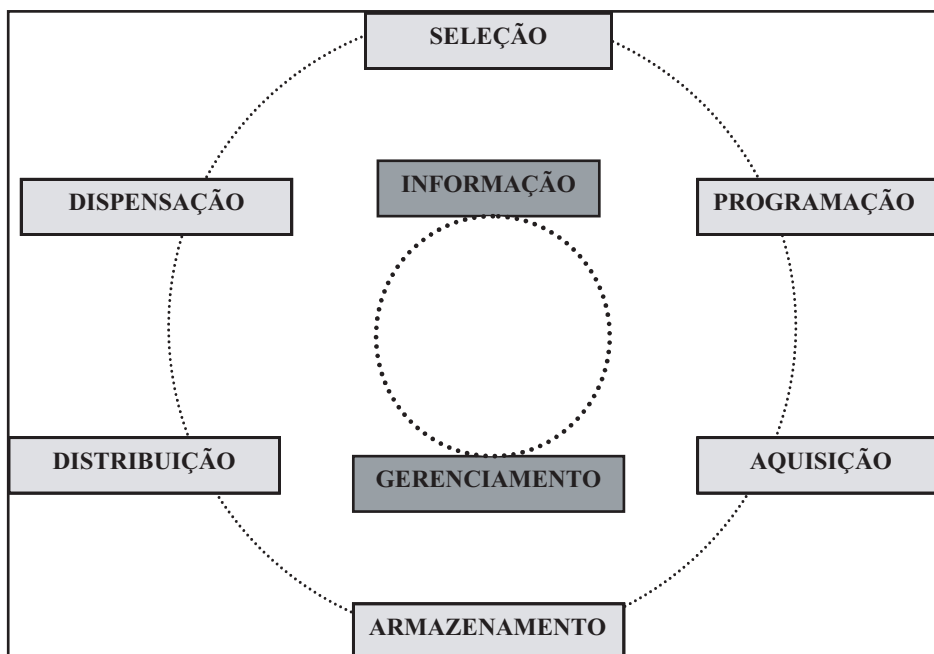 SELEÇÃO
DISPENSAÇÃO
INFORMAÇÃO
PROGRAMAÇÃO
DISTRIBUIÇÃO
GERENCIAMENTO
AQUISIÇÃO
ARMAZENAMENTO